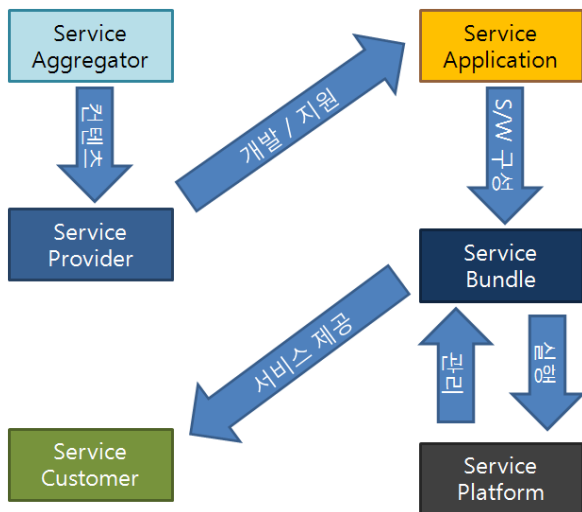 Service
Aggregator
Service
Application
컨텐츠
개발 / 지원
S/W 구성
Service
Provider
Service
Bundle
서비스 제공
관리
실행
Service
Customer
Service
Platform